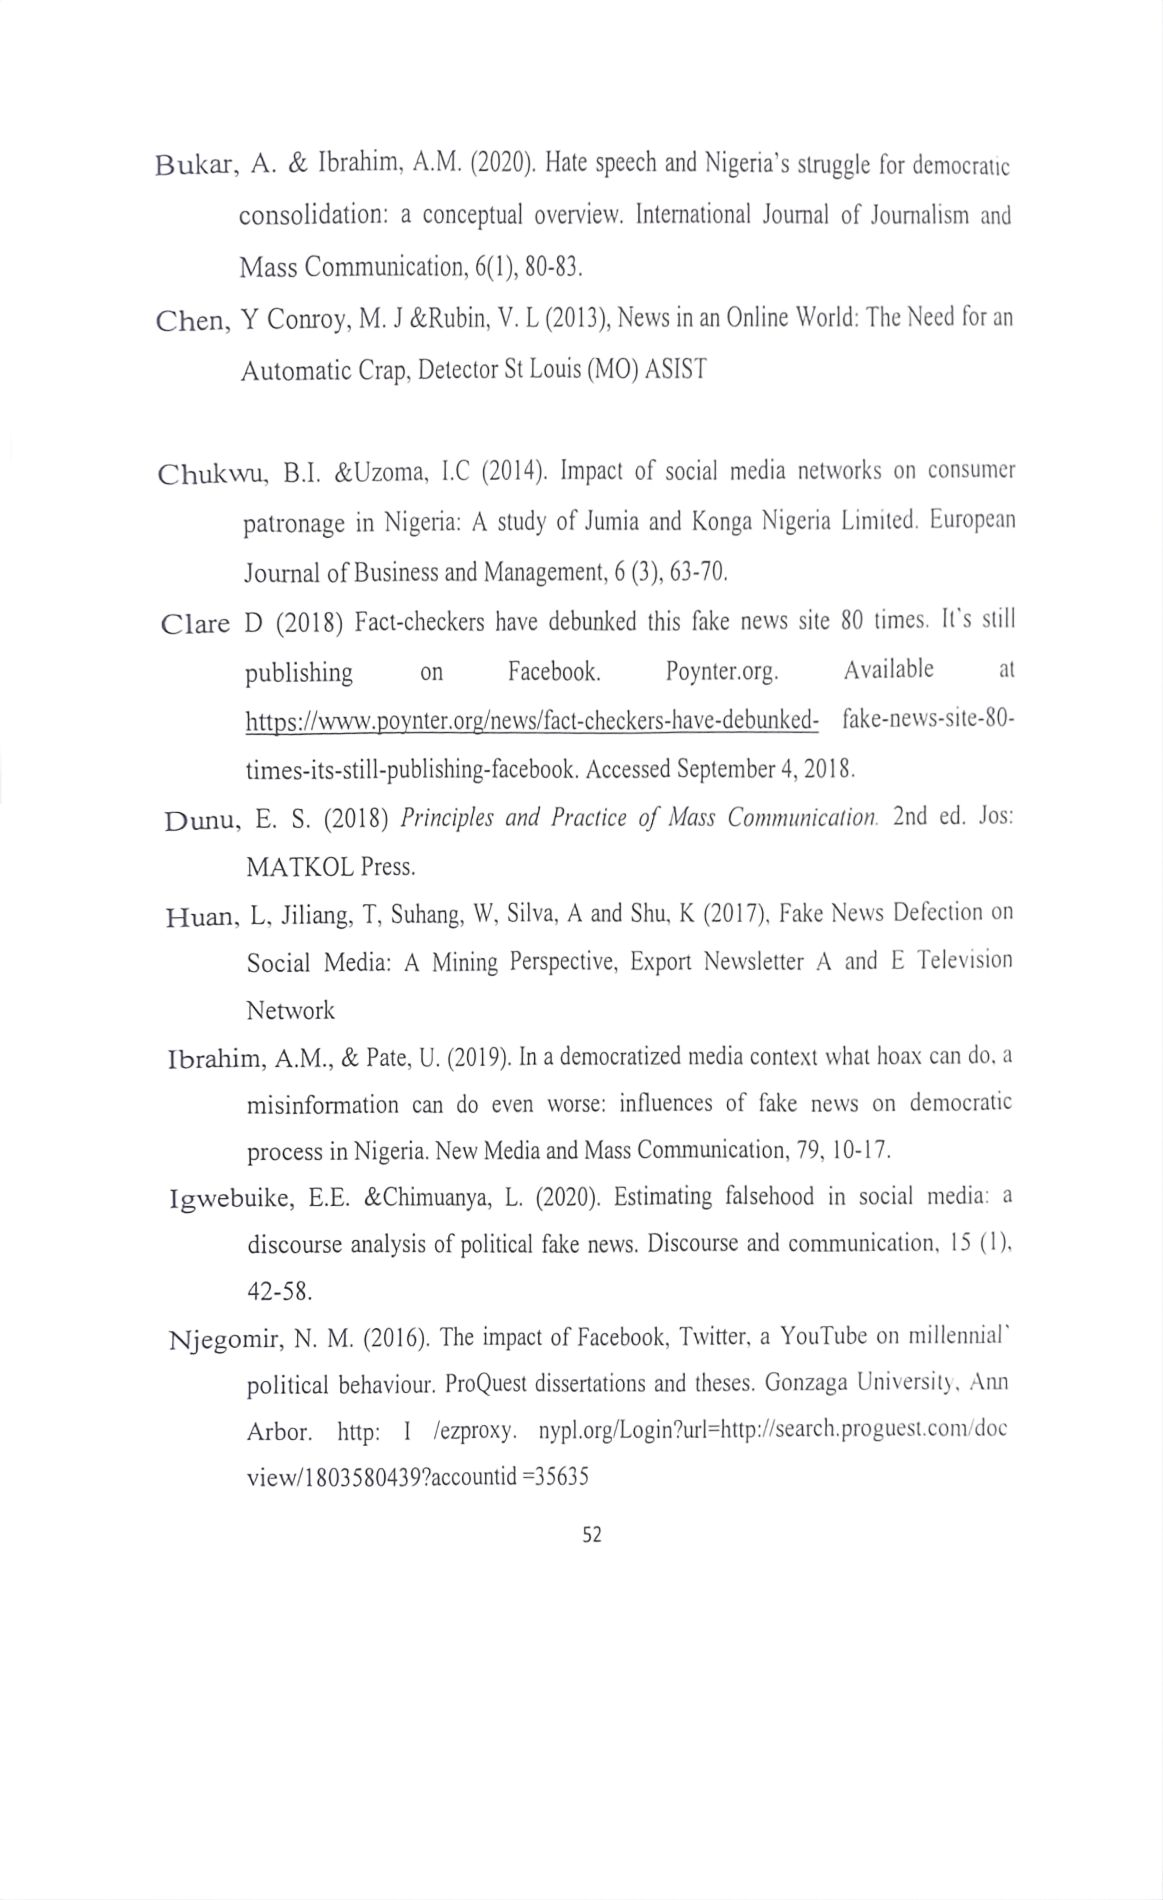 Bukar, A. & Ibrahim, A.M. (2020). Hate speech and Nigeria's struggle for democratic
consolidation: a conceptual overview. International Journal of Journalism and
Mass Communication, 6(1), 80-83.
Chen, Y Conroy, M. J &Rubin, V. L (2013), News in an Online World: The Need for an
Automatic Crap, Detector St Louis (MO) ASIST
Chukwu, B.I. &Uzoma, I.C (2014). Impact of social media networks on consumer
patronage in Nigeria: A study of Jumia and Konga Nigeria Limited. European
Journal of Business and Management, 6 (3), 63-70.
Clare D (2018) Fact-checkers have debunked this fake news site 80 times. It's still
publishing on Facebook. Poynter.org. Available at
https://www.poynter.org/news/fact-checkers-have-debunked- fake-news-site-80-
times-its-still-publishing-facebook. Accessed September 4, 2018.
Dunu, E. S. (2018) Principles and Practice of Mass Communication. 2nd ed. Jos:
MATKOL Press.
Huan, L, Jiliang, T, Suhang, W, Silva, A and Shu, K (2017), Fake News Defection on
Social Media: A Mining Perspective, Export Newsletter A and E Television
Network
Ibrahim, A.M., & Pate, U. (2019). In a democratized media context what hoax can do, a
misinformation can do even worse: influences of fake news on democratic
process in Nigeria. New Media and Mass Communication, 79, 10-17.
Igwebuike, E.E. &Chimuanya, L. (2020). Estimating falsehood in social media: a
discourse analysis of political fake news. Discourse and communication, 15 (1),
42-58.
Njegomir, N. M. (2016). The impact of Facebook, Twitter, a YouTube on millennial`
political behaviour. ProQuest dissertations and theses. Gonzaga University, Ann
Arbor. http: I /ezproxy. nypl.org/Login?url=http://search.proguest.com/doc
view/1803580439?accountid =35635
52